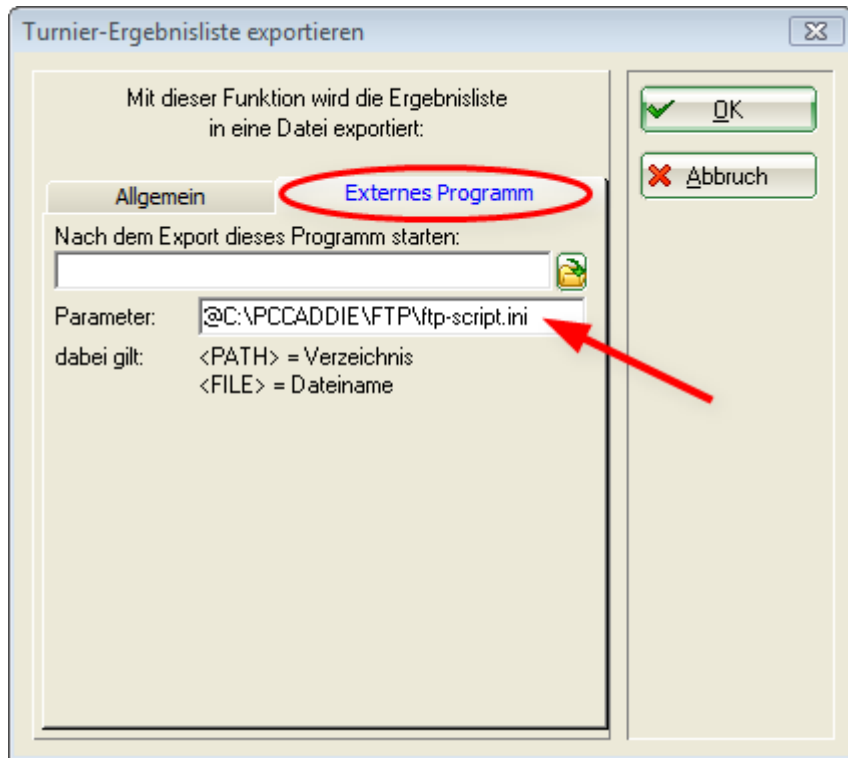 Turnier-Ergebnisliste exportieren
Mit dieser Funktion wird die Ergebnisliste
in eine Datei exportiert:
OK
Abbruch
Allgemein
Externes Programm
Nach dem Export dieses Programm starten:
Parameter:
@C:\PCCADDIE\FTP\ftp-script.ini
dabei gilt:
<PATH> = Verzeichnis
<FILE> = Dateiname